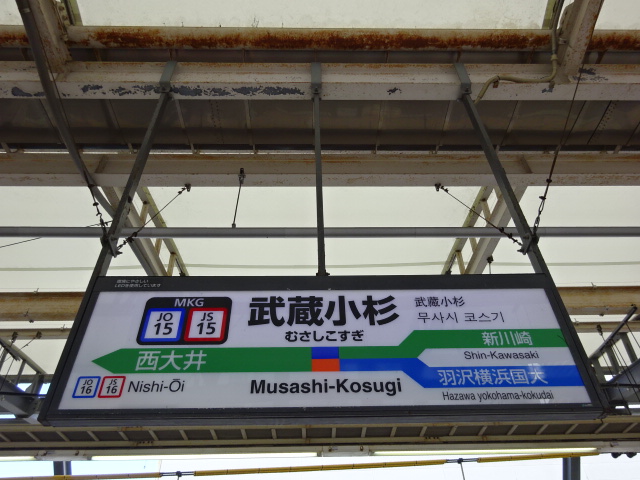 MKG
JO
15
JS
15
武蔵小杉
むさしこすぎ
武蔵小杉
무사시 코스기
西大井
新川崎
Shin-Kawasaki
JO
16
JS
16
Nishi-Ōi
Musashi-Kosugi
羽沢横浜国大
Hazawa yokohama-kokudai